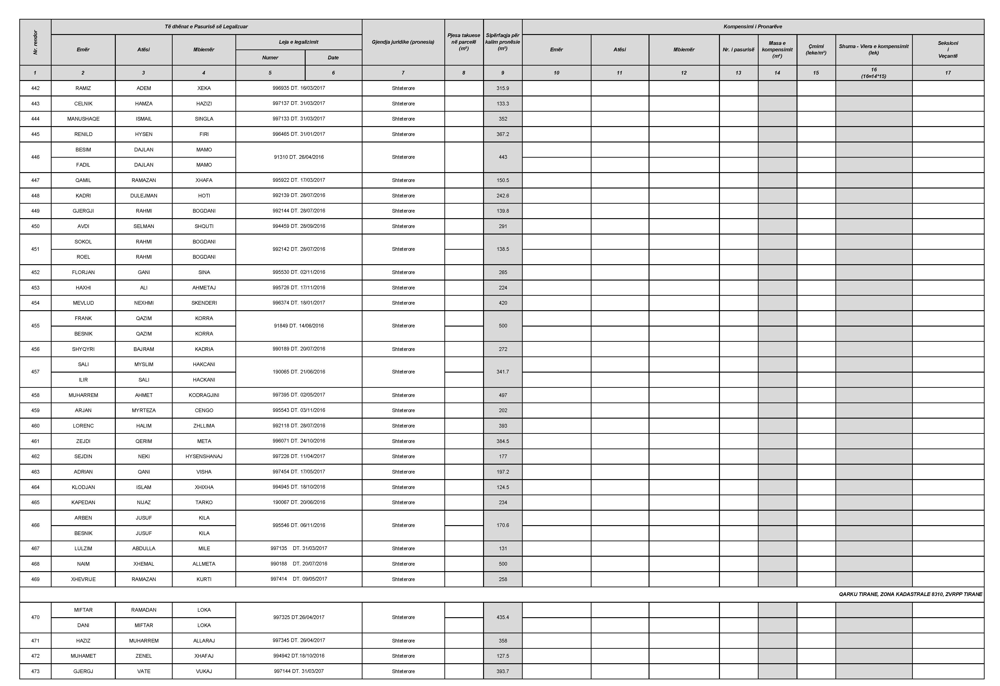 Nr. rendor
Të dhënat e Pasurisë së Legalizuar
Gjendja juridike (pronesia)
Pjesa takuese
në parcelë
(m²)
Sipërfaqja për
kalim pronësie
(m²)
Kompensimi i Pronarëve
Emër
Atësi
Mbiemër
Leja e legalizimit
Numer
Date
Emër
Atësi
Mbiemër
Nr. i pasurisë
Masa e
kompensimit
(m²)
Çmimi
(leke/m²)
Shuma - Vlera e kompensimit
(lek)
Seksioni
i
Veçantë
1 2 3 4 5 6 7 8 9 10 11 12 13 14 15 16 17
(16=14*15)
442 RAMIZ ADEM XEKA 996935 DT. 16/03/2017 Shteterore 315.9
443 CELNIK HAMZA HAZIZI 997137 DT. 31/03/2017 Shteterore 133.3
444 MANUSHAQE ISMAIL SINGLA 997133 DT. 31/03/2017 Shteterore 352
445 RENILD HYSEN FIRI 996465 DT. 31/01/2017 Shteterore 367.2
446 BESIM DAJLAN MAMO 91310 DT. 26/04/2016 Shteterore 443
FADIL DAJLAN MAMO
447 QAMIL RAMAZAN XHAFA 995922 DT. 17/03/2017 Shteterore 150.5
448 KADRI DULEJMAN HOTI 992139 DT. 28/07/2016 Shteterore 242.6
449 GJERGJI RAHMI BOGDANI 992144 DT. 28/07/2016 Shteterore 139.8
450 AVDI SELMAN SHQUTI 994459 DT. 28/09/2016 Shteterore 291
451 SOKOL RAHMI BOGDANI 992142 DT. 28/07/2016 Shteterore 138.5
ROEL RAHMI BOGDANI
452 FLORJAN GANI SINA 995530 DT. 02/11/2016 Shteterore 265
453 HAXHI ALI AHMETAJ 995726 DT. 17/11/2016 Shteterore 224
454 MEVLUD NEXHMI SKENDERI 996374 DT. 18/01/2017 Shteterore 420
455 FRANK QAZIM KORRA 91849 DT. 14/06/2016 Shteterore 500
BESNIK QAZIM KORRA
456 SHYQYRI BAJRAM KADRIA 990189 DT. 20/07/2016 Shteterore 272
457 SALI MYSLIM HAKCANI 190065 DT. 21/06/2016 Shteterore 341.7
ILIR SALI HACKANI
458 MUHARREM AHMET KODRAGJINI 997395 DT. 02/05/2017 Shteterore 497
459 ARJAN MYRTEZA CENGO 995543 DT. 03/11/2016 Shteterore 202
460 LORENC HALIM ZHLLIMA 992118 DT. 28/07/2016 Shteterore 393
461 ZEJDI QERIM META 996071 DT. 24/10/2016 Shteterore 384.5
462 SEJDIN NEKI HYSENSHANAJ 997226 DT. 11/04/2017 Shteterore 177
463 ADRIAN QANI VISHA 997454 DT. 17/05/2017 Shteterore 197.2
464 KLODJAN ISLAM XHIXHA 994945 DT. 18/10/2016 Shteterore 124.5
465 KAPEDAN NIJAZ TARKO 190067 DT. 20/06/2016 Shteterore 234
466 ARBEN JUSUF KILA 995546 DT. 06/11/2016 Shteterore 170.6
BESNIK JUSUF KILA
467 LULZIM ABDULLA MILE 997135 DT. 31/03/2017 Shteterore 131
468 NAIM XHEMAL ALLMETA 990188 DT. 20/07/2016 Shteterore 500
469 XHEVRIJE RAMAZAN KURTI 997414 DT. 09/05/2017 Shteterore 258
QARKU TIRANE, ZONA KADASTRALE 8310, ZVRPP TIRANE
470 MIFTAR RAMADAN LOKA 997325 DT.26/04/2017 Shteterore 435.4
DANI MIFTAR LOKA
471 HAZIZ MUHARREM ALLARAJ 997345 DT. 26/04/2017 Shteterore 358
472 MUHAMET ZENEL XHAFAJ 994942 DT.18/10/2016 Shteterore 127.5
473 GJERGJ VATE VUKAJ 997144 DT. 31/03/207 Shteterore 393.7